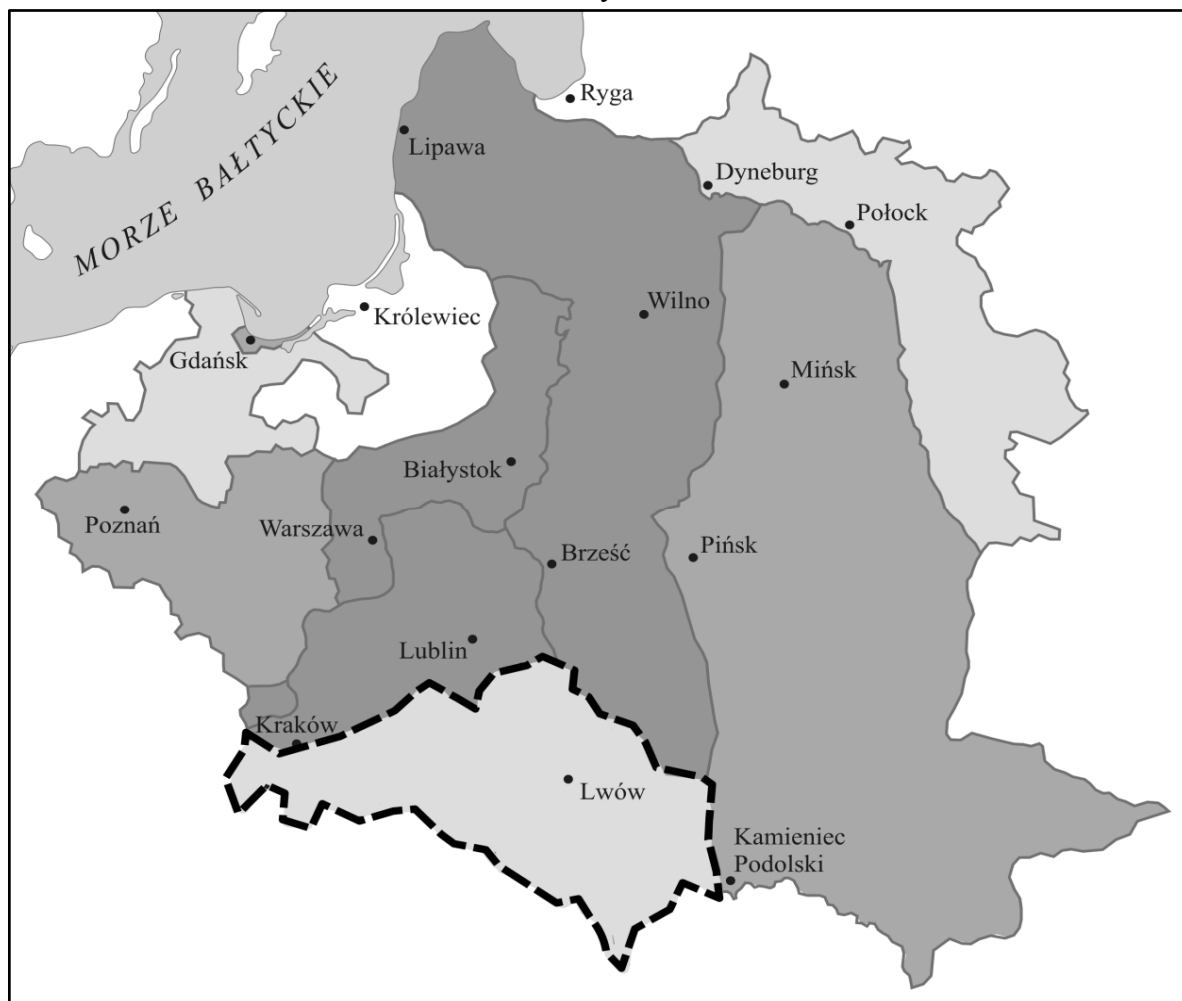 MORZE BAŁTYCKIE
Ryga
Lipawa
Dyneburg
Połock
Wilno
Królewiec
Gdańsk
Mińsk
Białystok
Poznań
Warszawa
Brześć
Pińsk
Lublin
Kraków
Lwów
Kamieniec
Podolski